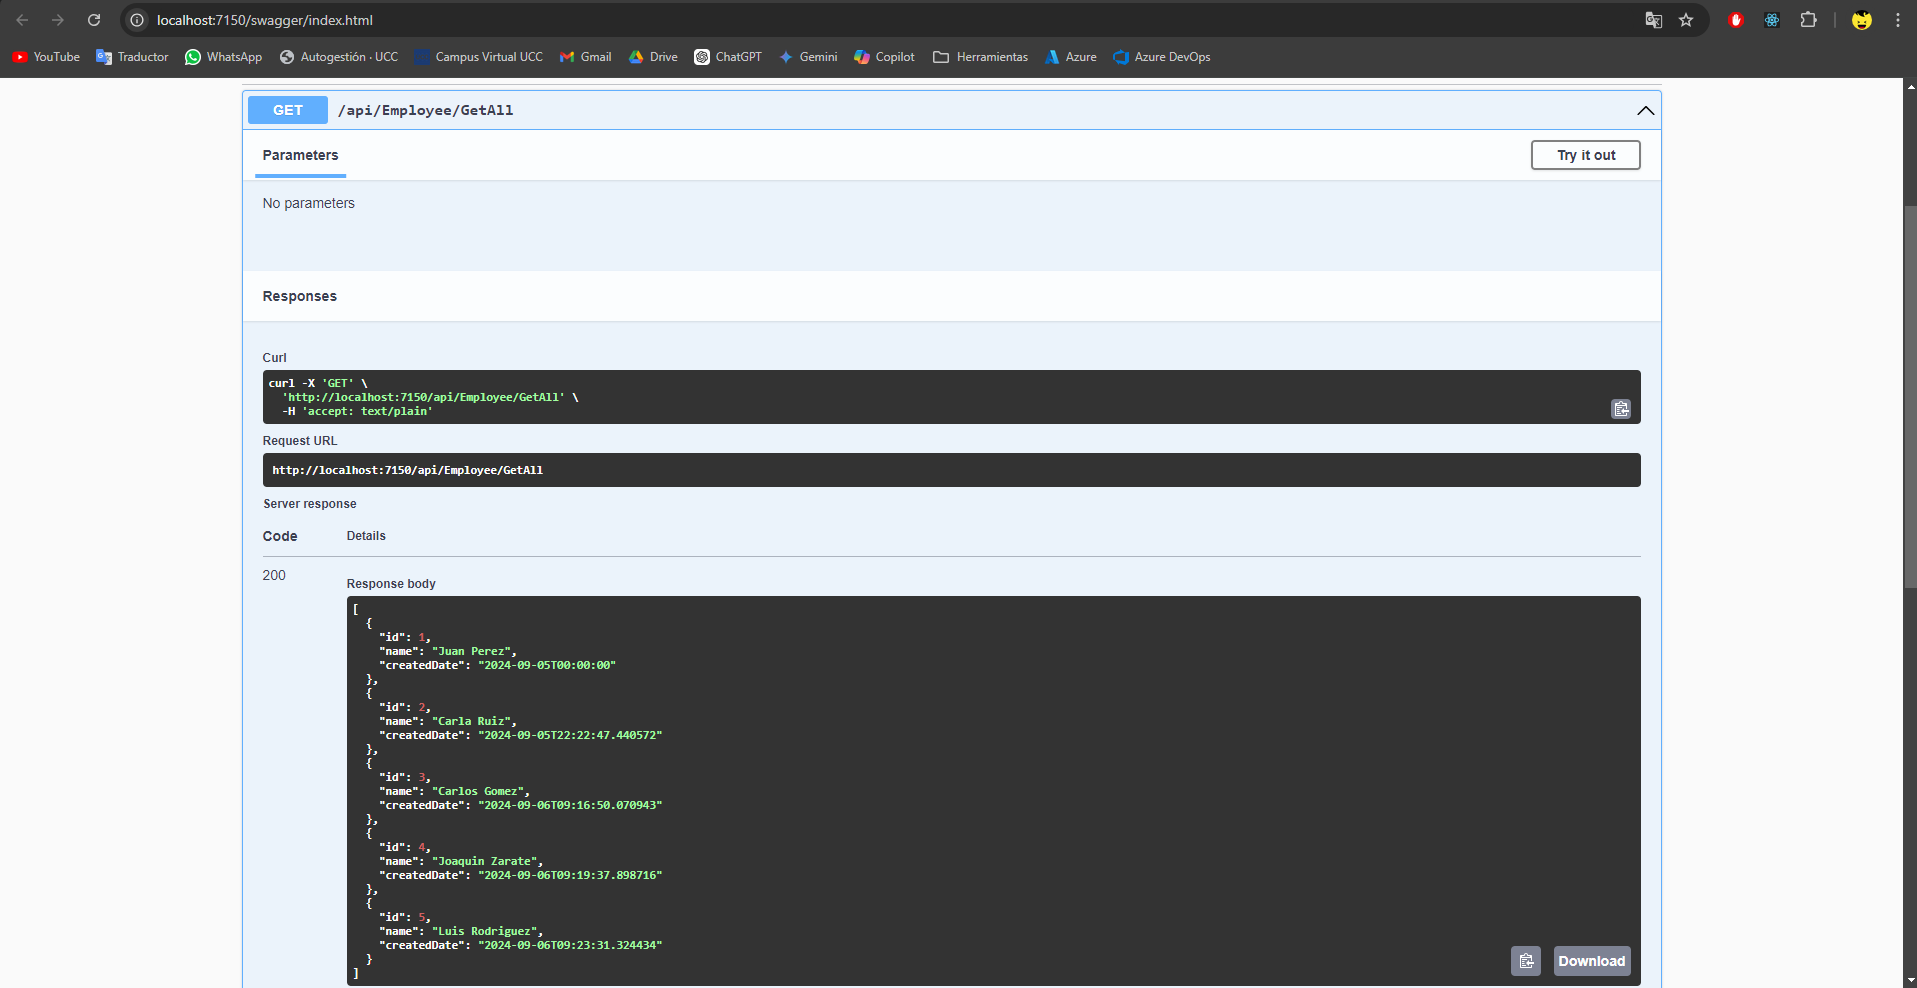 localhost:7150/swagger/index.html
YouTube Traductor WhatsApp Autogestión · UCC Campus Virtual UCC Gmail Drive ChatGPT Gemini Copilot Herramientas Azure Azure DevOps
GET /api/Employee/GetAll
Parameters Try it out
No parameters
Responses
Curl
curl -X 'GET' \
  'http://localhost:7150/api/Employee/GetAll' \
  -H 'accept: text/plain'
Request URL
http://localhost:7150/api/Employee/GetAll
Server response
Code Details
200
Response body
[
  {
    "id": 1,
    "name": "Juan Perez",
    "createdDate": "2024-09-05T00:00:00"
  },
  {
    "id": 2,
    "name": "Carla Ruiz",
    "createdDate": "2024-09-05T22:22:47.440572"
  },
  {
    "id": 3,
    "name": "Carlos Gomez",
    "createdDate": "2024-09-06T09:16:50.070943"
  },
  {
    "id": 4,
    "name": "Joaquin Zarate",
    "createdDate": "2024-09-06T09:19:37.898716"
  },
  {
    "id": 5,
    "name": "Luis Rodriguez",
    "createdDate": "2024-09-06T09:23:31.324434"
  }
]
Download